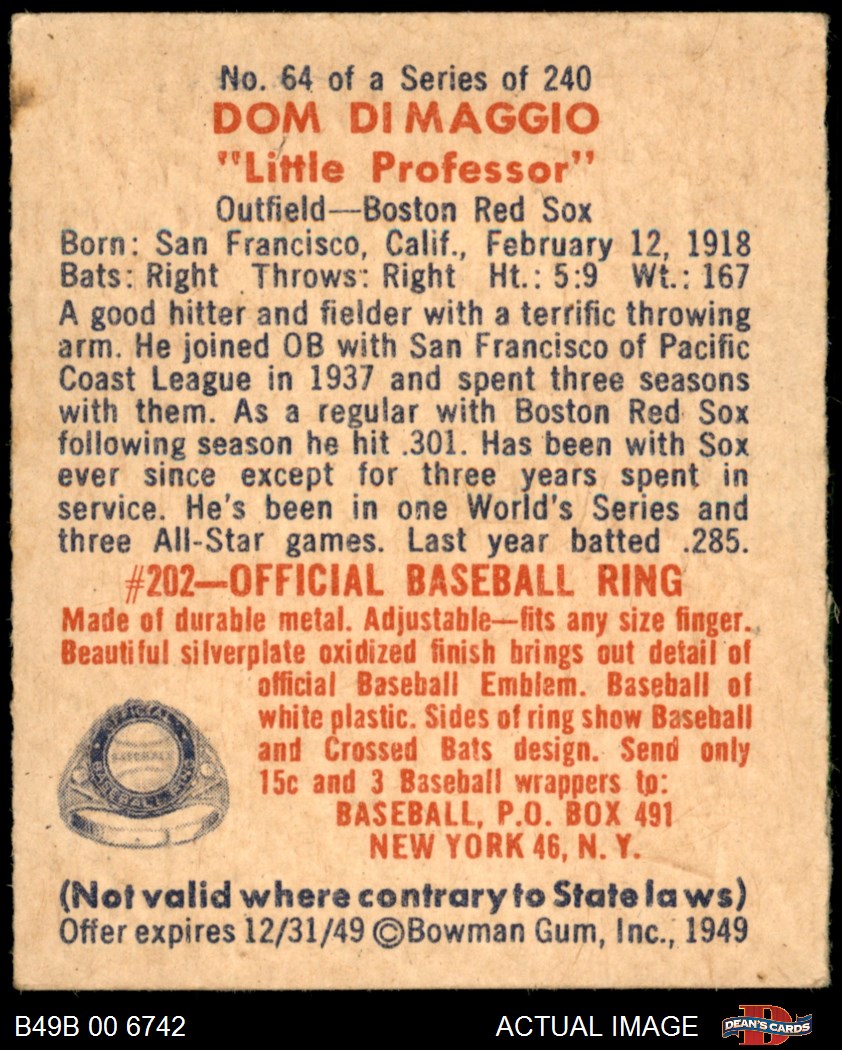 No. 64 of a Series of 240
DOM DI MAGGIO
"Little Professor"
Outfield—Boston Red Sox
Born: San Francisco, Calif., February 12, 1918
Bats: Right Throws: Right Ht.: 5:9 Wt.: 167
A good hitter and fielder with a terrific throwing
arm. He joined OB with San Francisco of Pacific
Coast League in 1937 and spent three seasons
with them. As a regular with Boston Red Sox
following season he hit .301. Has been with Sox
ever since except for three years spent in
service. He's been in one World's Series and
three All-Star games. Last year batted .285.
#202—OFFICIAL BASEBALL RING
Made of durable metal. Adjustable—fits any size finger.
Beautiful silverplate oxidized finish brings out detail of
official Baseball Emblem. Baseball of
white plastic. Sides of ring show Baseball
and Crossed Bats design. Send only
15c and 3 Baseball wrappers to:
BASEBALL, P.O. BOX 491
NEW YORK 46, N. Y.
OFFICIAL
BASEBALL
BASEBALL RING
(Not valid where contrary to State laws)
Offer expires 12/31/49 ©Bowman Gum, Inc., 1949
B49B 00 6742
ACTUAL IMAGE
D
DEAN'S CARDS